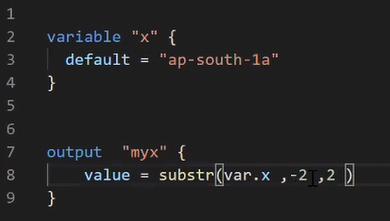 1
2 variable "x" {
3   default = "ap-south-1a"
4 }
5
6
7 output  "myx" {
8     value = substr(var.x ,-2 ,2 )
9 }